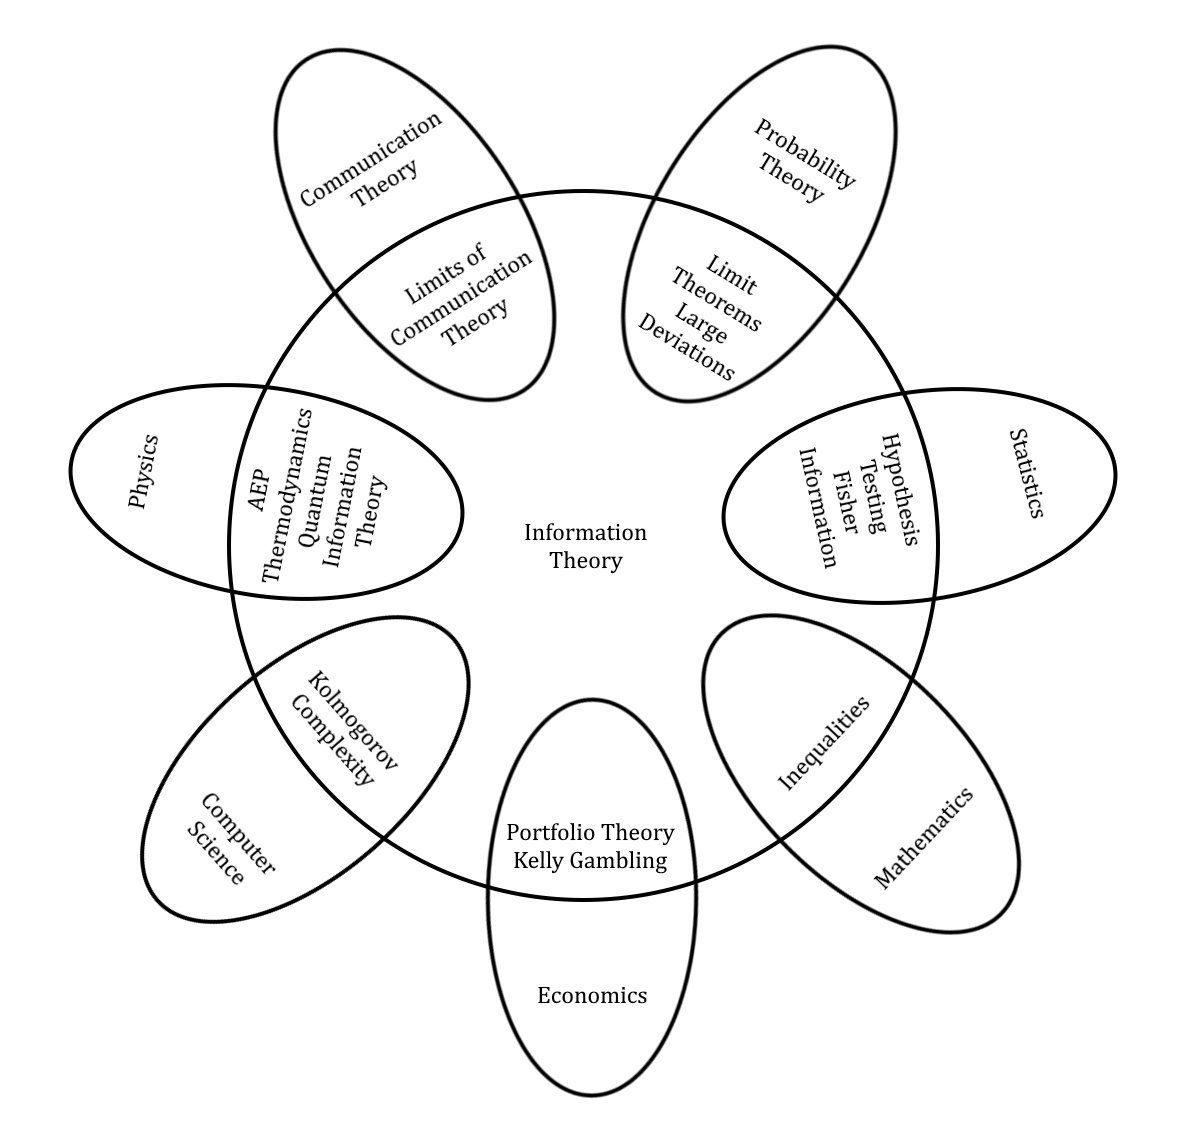 Communication
Theory
Limits of
Communication
Theory
Probability
Theory
Limit
Theorems
Large
Deviations
Physics
AEP
Thermodynamics
Quantum
Information
Theory
Information
Theory
Hypothesis
Testing
Fisher
Information
Statistics
Kolmogorov
Complexity
Computer
Science
Portfolio Theory
Kelly Gambling
Economics
Inequalities
Mathematics